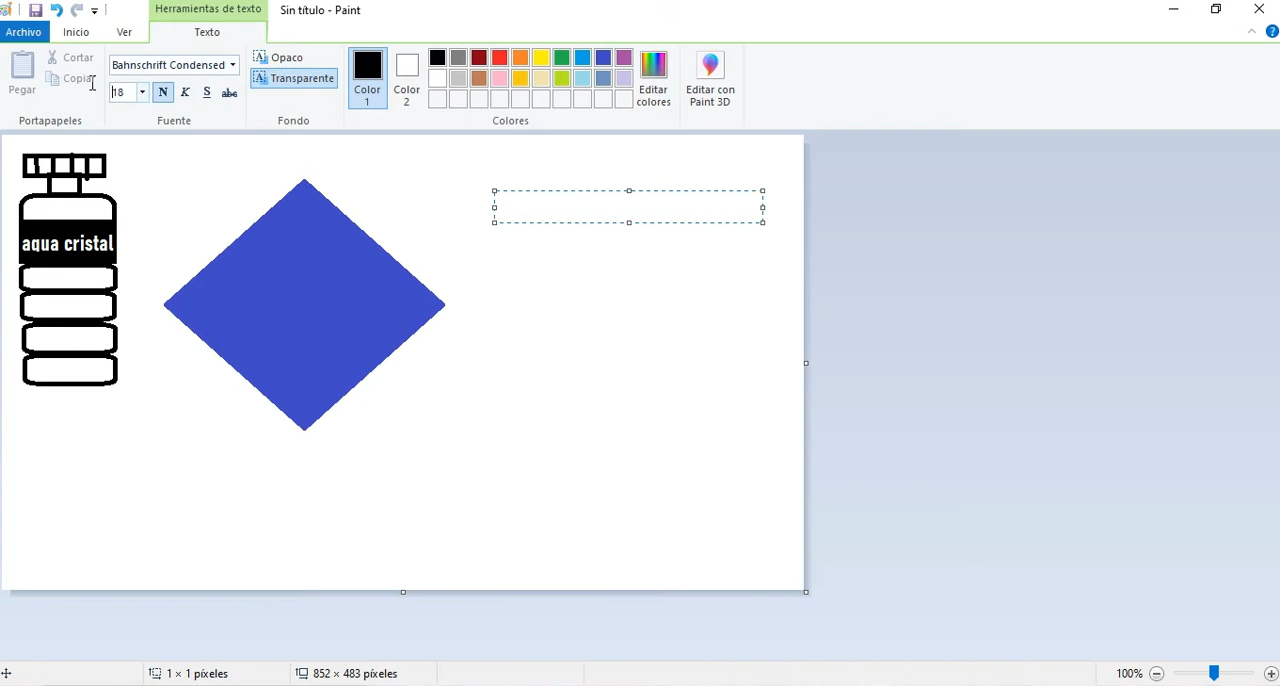 Herramientas de texto
Sin título - Paint
Archivo
Inicio
Ver
Texto
Pegar
Cortar
Copiar
Portapapeles
Bahnschrift Condensed
18
N
K
S
abc
Fuente
Opaco
Transparente
Fondo
Color 1
Color 2
Editar colores
Colores
Editar con Paint 3D
aqua cristal
1 × 1 píxeles
852 × 483 píxeles
100%